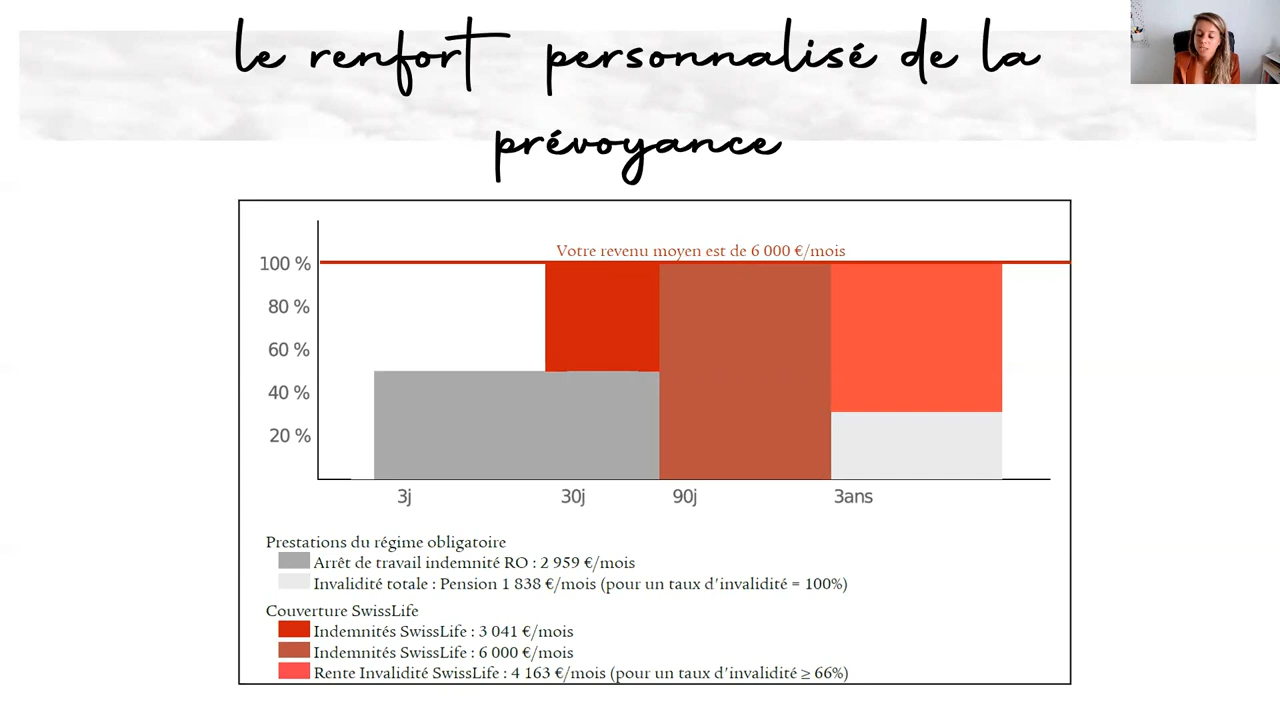 le renfort personnalisé de la
prévoyance
Votre revenu moyen est de 6 000 €/mois
100 %
80 %
60 %
40 %
20 %
3j 30j 90j 3ans
Prestations du régime obligatoire
Arrêt de travail indemnité RO : 2 959 €/mois
Invalidité totale : Pension 1 838 €/mois (pour un taux d'invalidité = 100%)
Couverture SwissLife
Indemnités SwissLife : 3 041 €/mois
Indemnités SwissLife : 6 000 €/mois
Rente Invalidité SwissLife : 4 163 €/mois (pour un taux d'invalidité ≥ 66%)